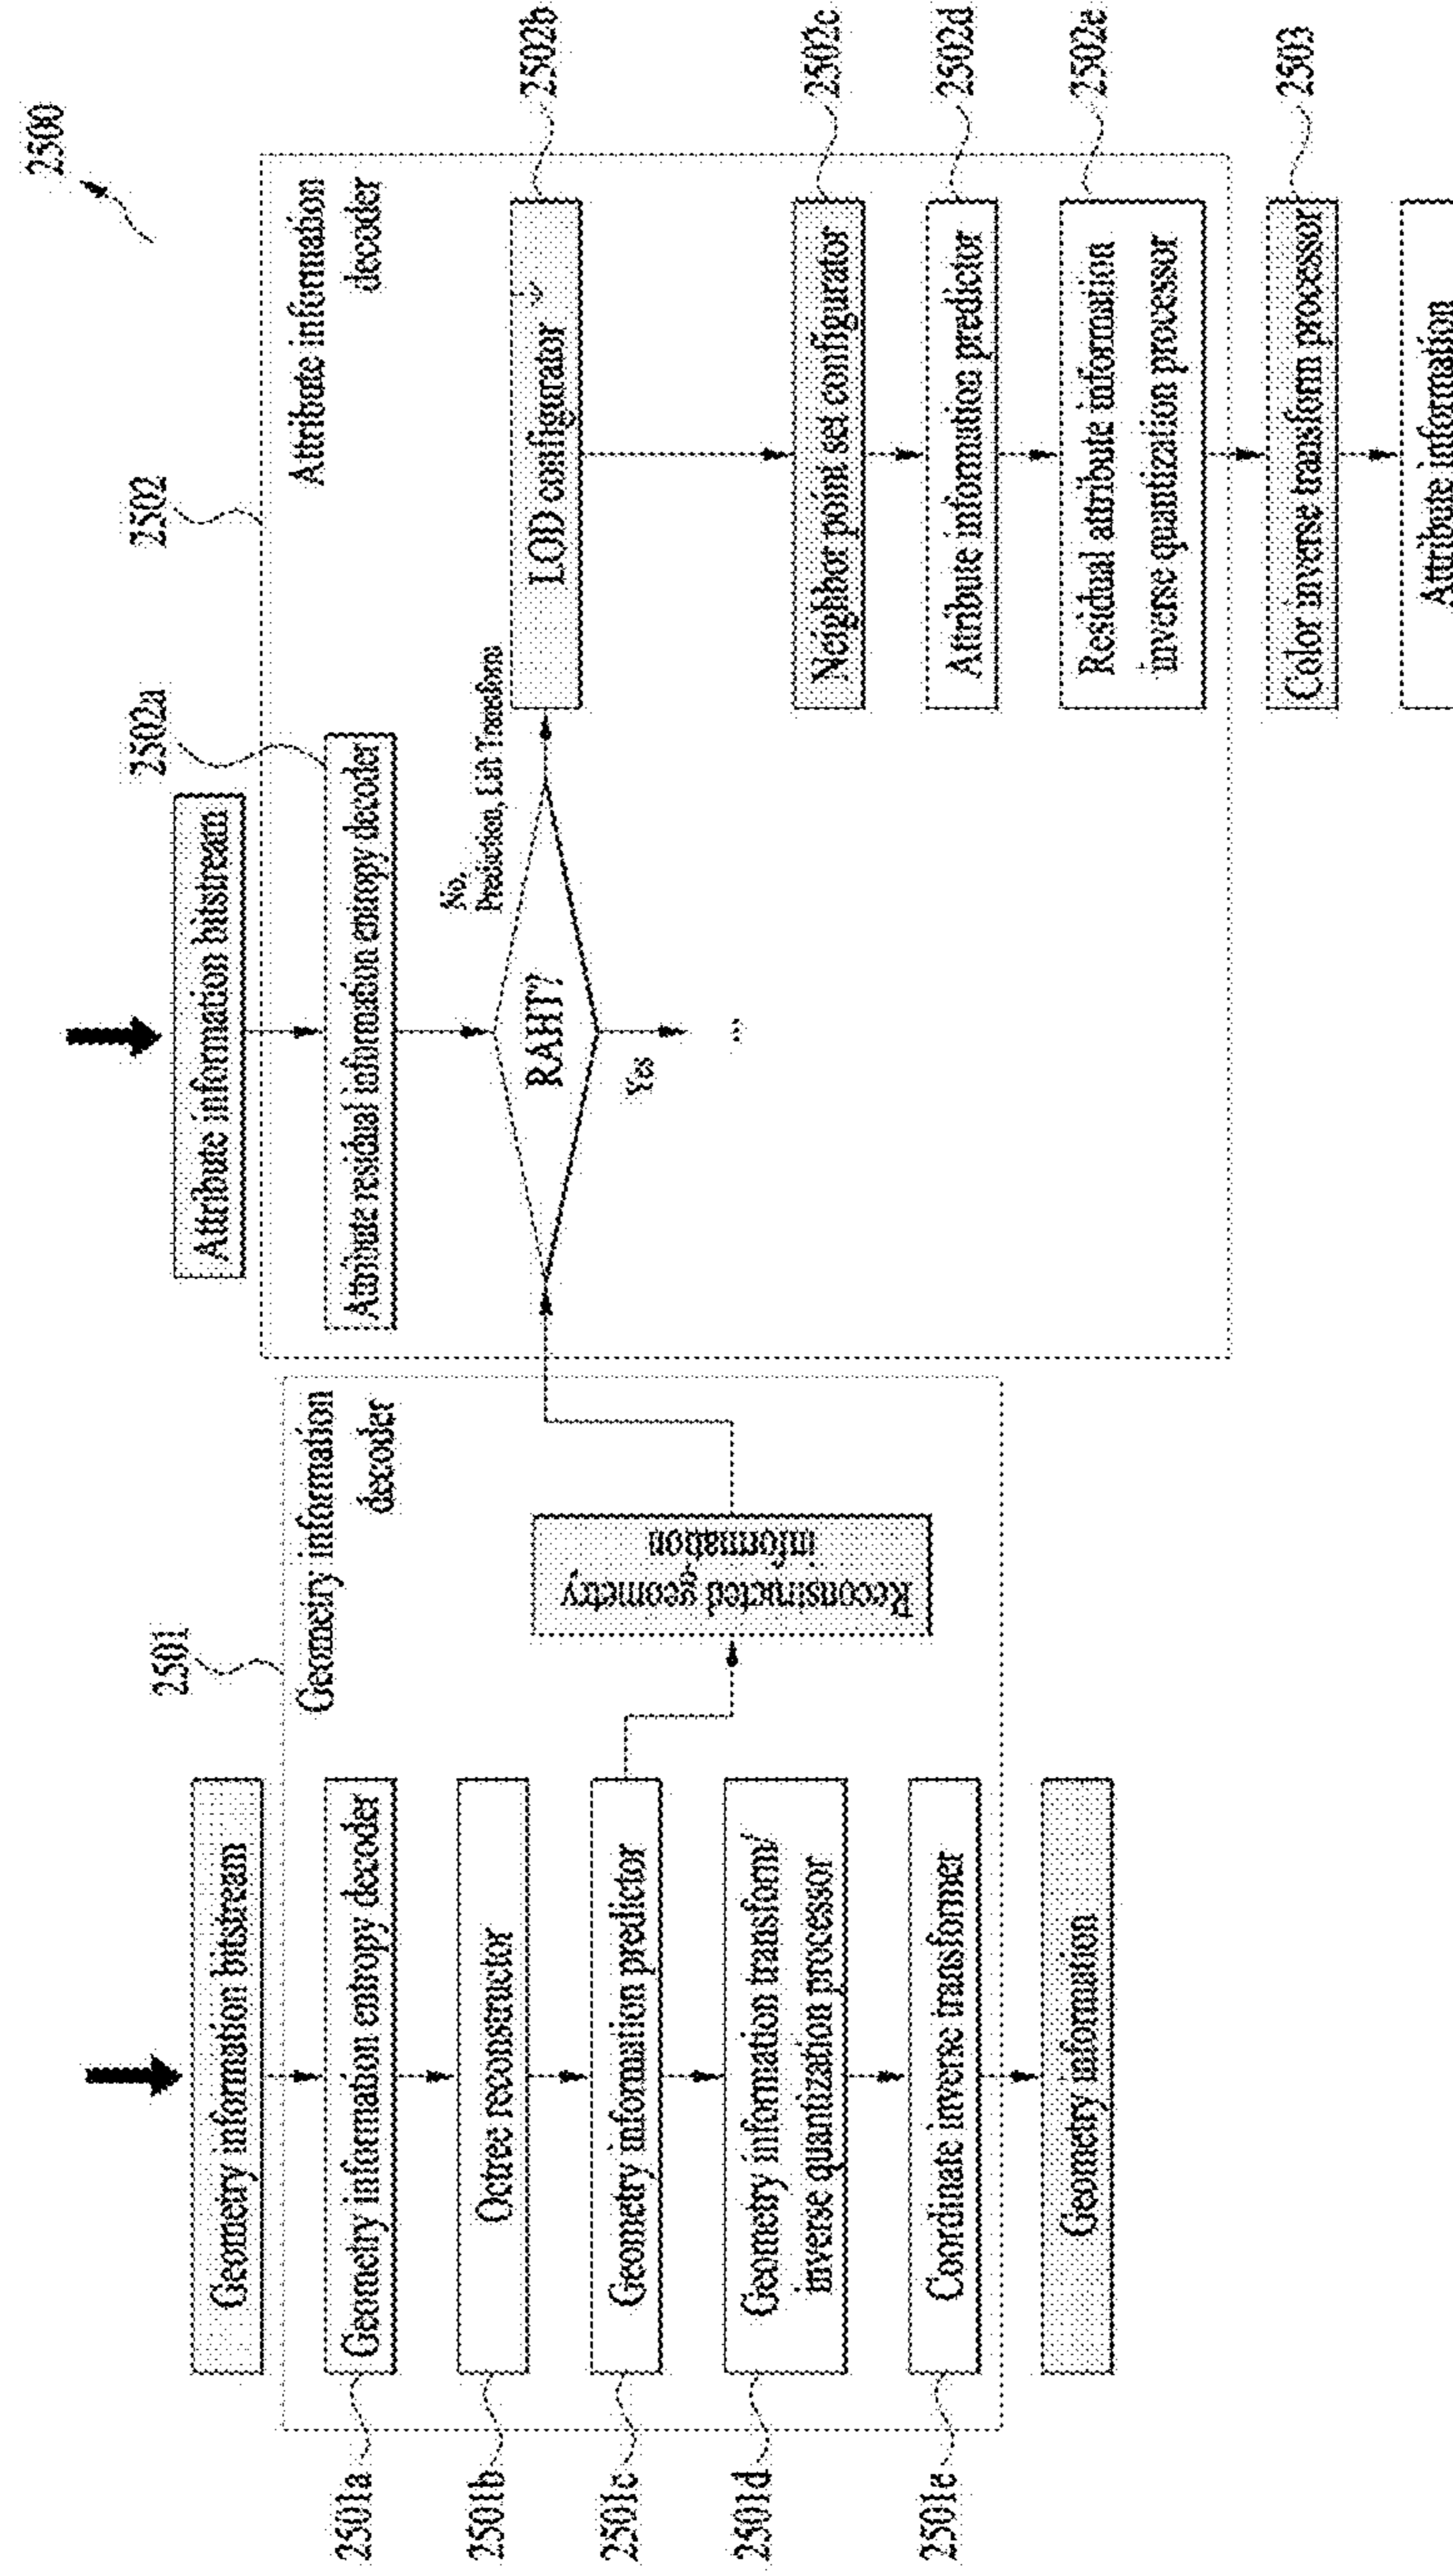 2500
Geometry information bitstream
2501
Geometry information
decoder
2501a
Geometry information entropy decoder
2501b
Octree reconstructor
2501c
Geometry information predictor
2501d
Geometry information transform/
inverse quantization processor
2501e
Coordinate inverse transformer
Geometry information
Reconstructed geometry
information
Attribute information bitstream
2502
Attribute information
decoder
2502a
Attribute residual information entropy decoder
RAHT?
No,
Prediction, Lift Transform
Yes
...
LOD configurator
2502b
Neighbor point set configurator
2502c
Attribute information predictor
2502d
Residual attribute information
inverse quantization processor
2502e
Color inverse transform processor
2503
Attribute information